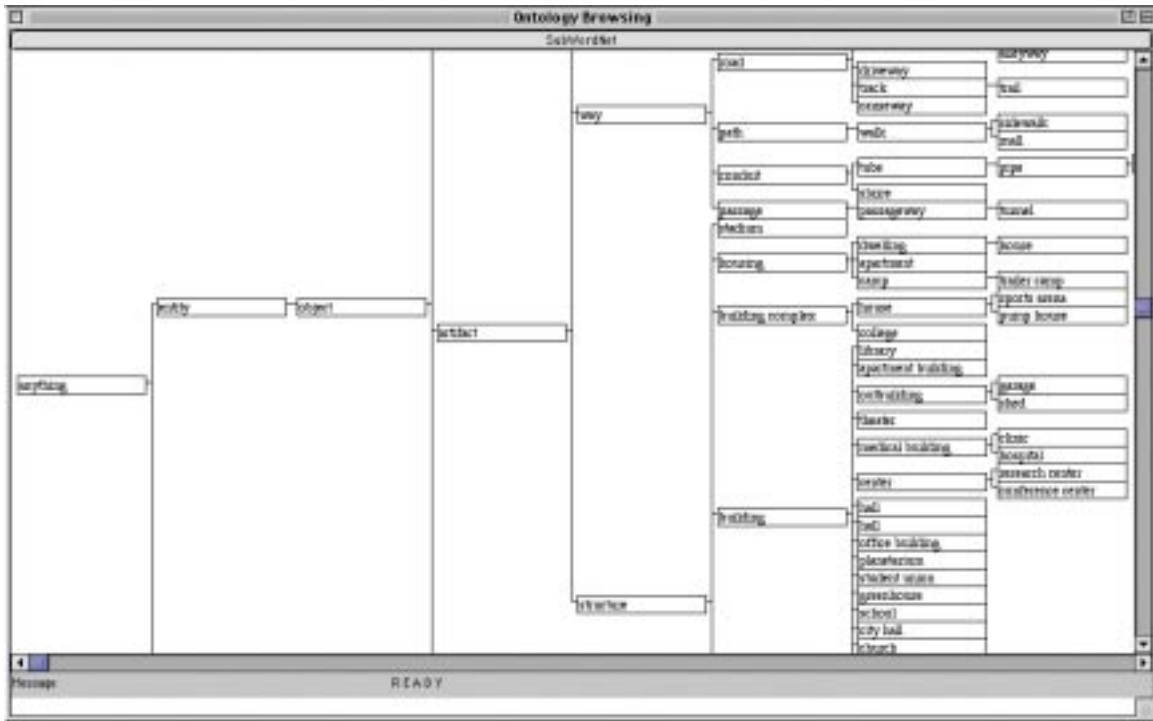 Ontology Browsing
SubWordNet
road
driveway
track
trail
causeway
way
path
walk
sidewalk
mall
conduit
tube
pipe
sluice
passage
passageway
tunnel
stadium
housing
dwelling
house
apartment
camp
trailer camp
entity
object
building complex
house
sports arena
pump house
artifact
college
library
apartment building
anything
outbuilding
garage
shed
theater
medical building
clinic
hospital
center
research center
conference center
building
hall
hall
office building
planetarium
student union
greenhouse
structure
school
city hall
church
Message
READY